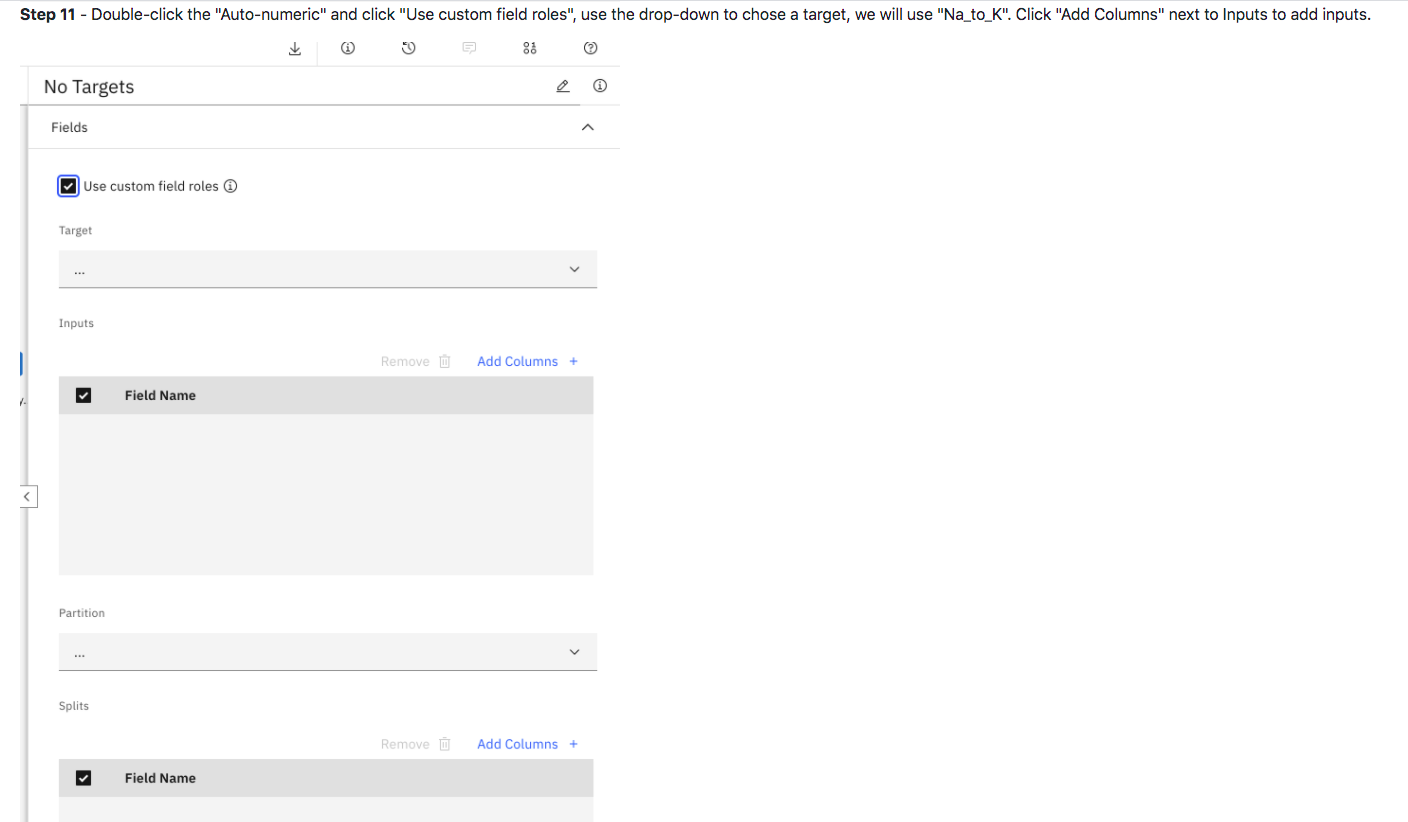 Step 11 - Double-click the "Auto-numeric" and click "Use custom field roles", use the drop-down to chose a target, we will use "Na_to_K". Click "Add Columns" next to Inputs to add inputs.
No Targets
Fields
Use custom field roles
Target
...
Inputs
Remove Add Columns +
Field Name
Partition
...
Splits
Remove Add Columns +
Field Name